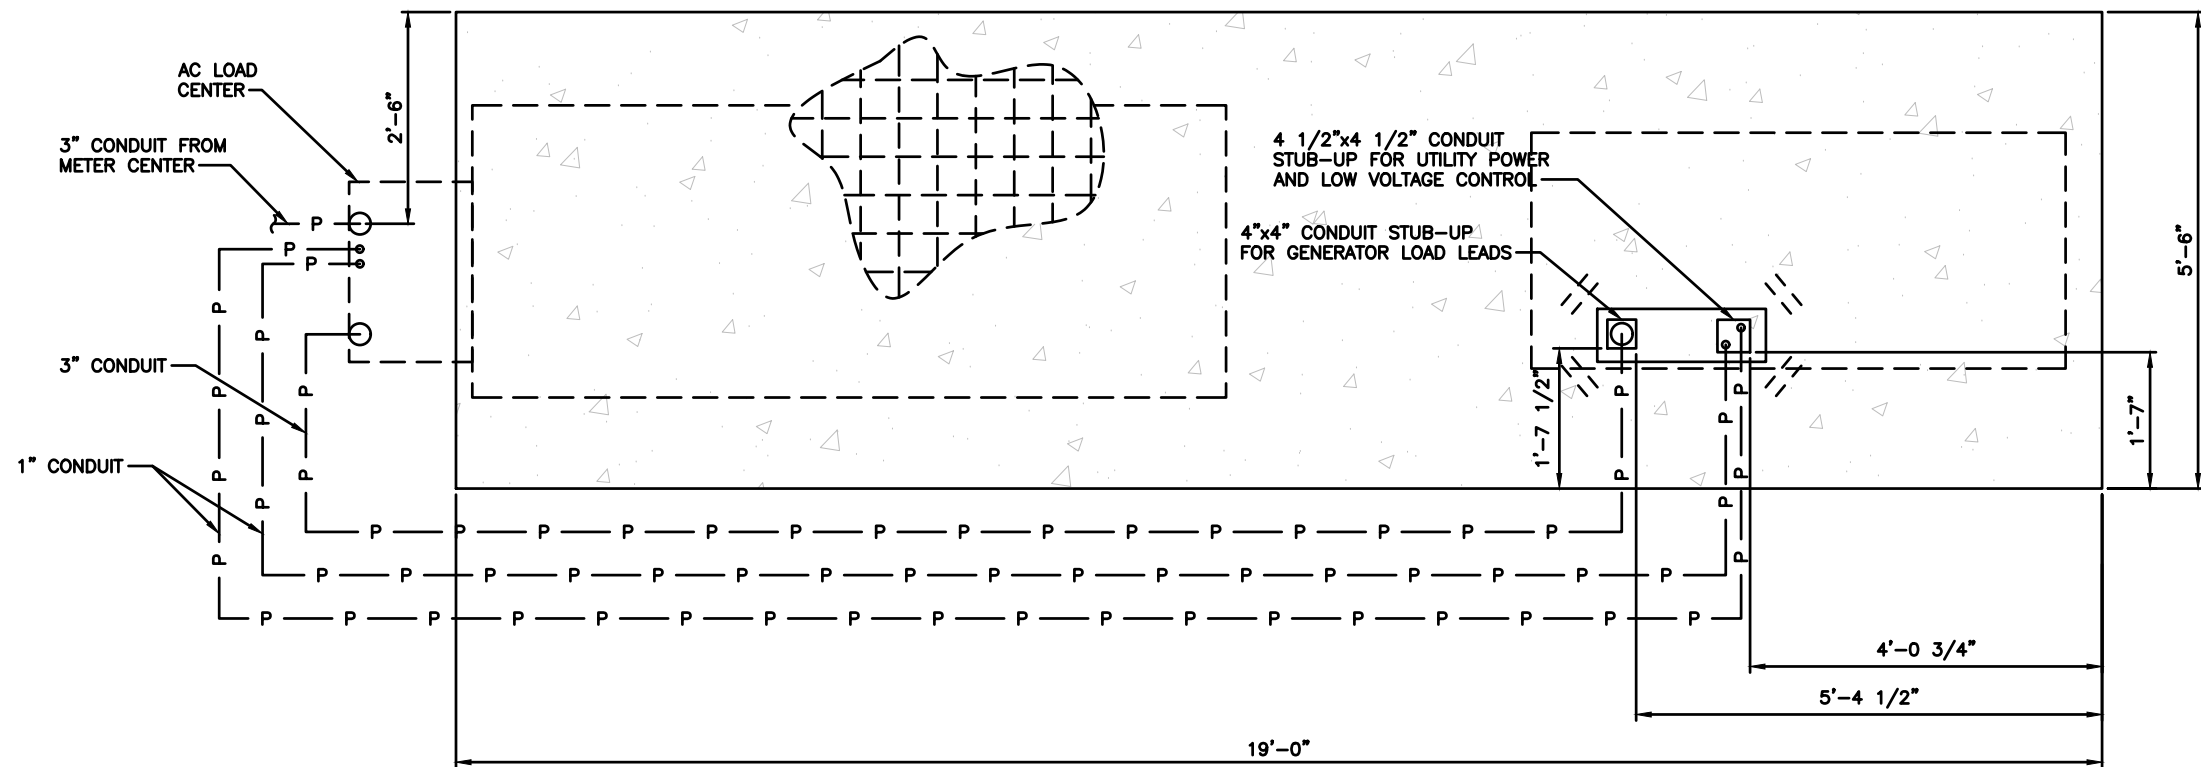 AC LOAD
CENTER
3" CONDUIT FROM
METER CENTER
2'-6"
4 1/2"x4 1/2" CONDUIT
STUB-UP FOR UTILITY POWER
AND LOW VOLTAGE CONTROL
4"x4" CONDUIT STUB-UP
FOR GENERATOR LOAD LEADS
5'-6"
P
P
P
P
P
3" CONDUIT
P
P
P
P
P
1'-7 1/2"
1'-7"
1" CONDUIT
P
P
P
P
P
P
P
P
P
P
P
P P P P P P P P P P P P P P P
P P P P P P P P P P P P P P P P P
P P P P P P P P P P P P P P P P P P
4'-0 3/4"
5'-4 1/2"
19'-0"